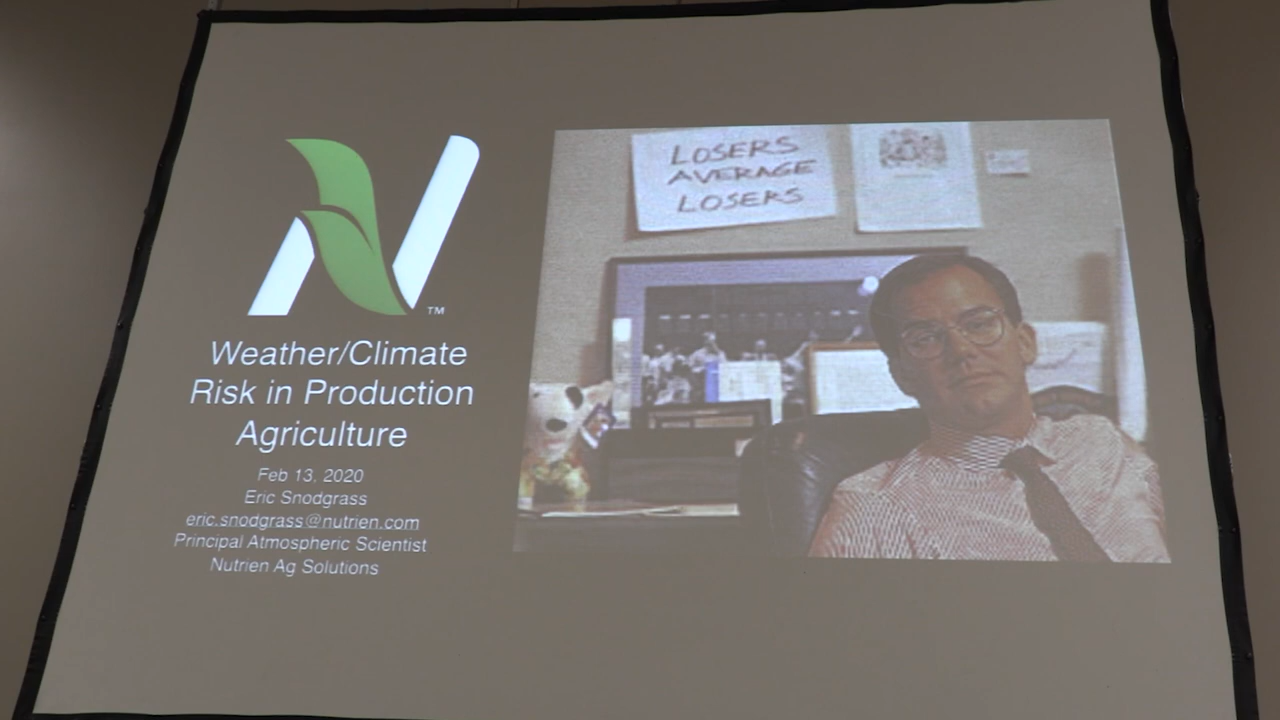 LOSERS
AVERAGE
LOSERS
TM
Weather/Climate
Risk in Production
Agriculture
Feb 13, 2020
Eric Snodgrass
eric.snodgrass@nutrien.com
Principal Atmospheric Scientist
Nutrien Ag Solutions